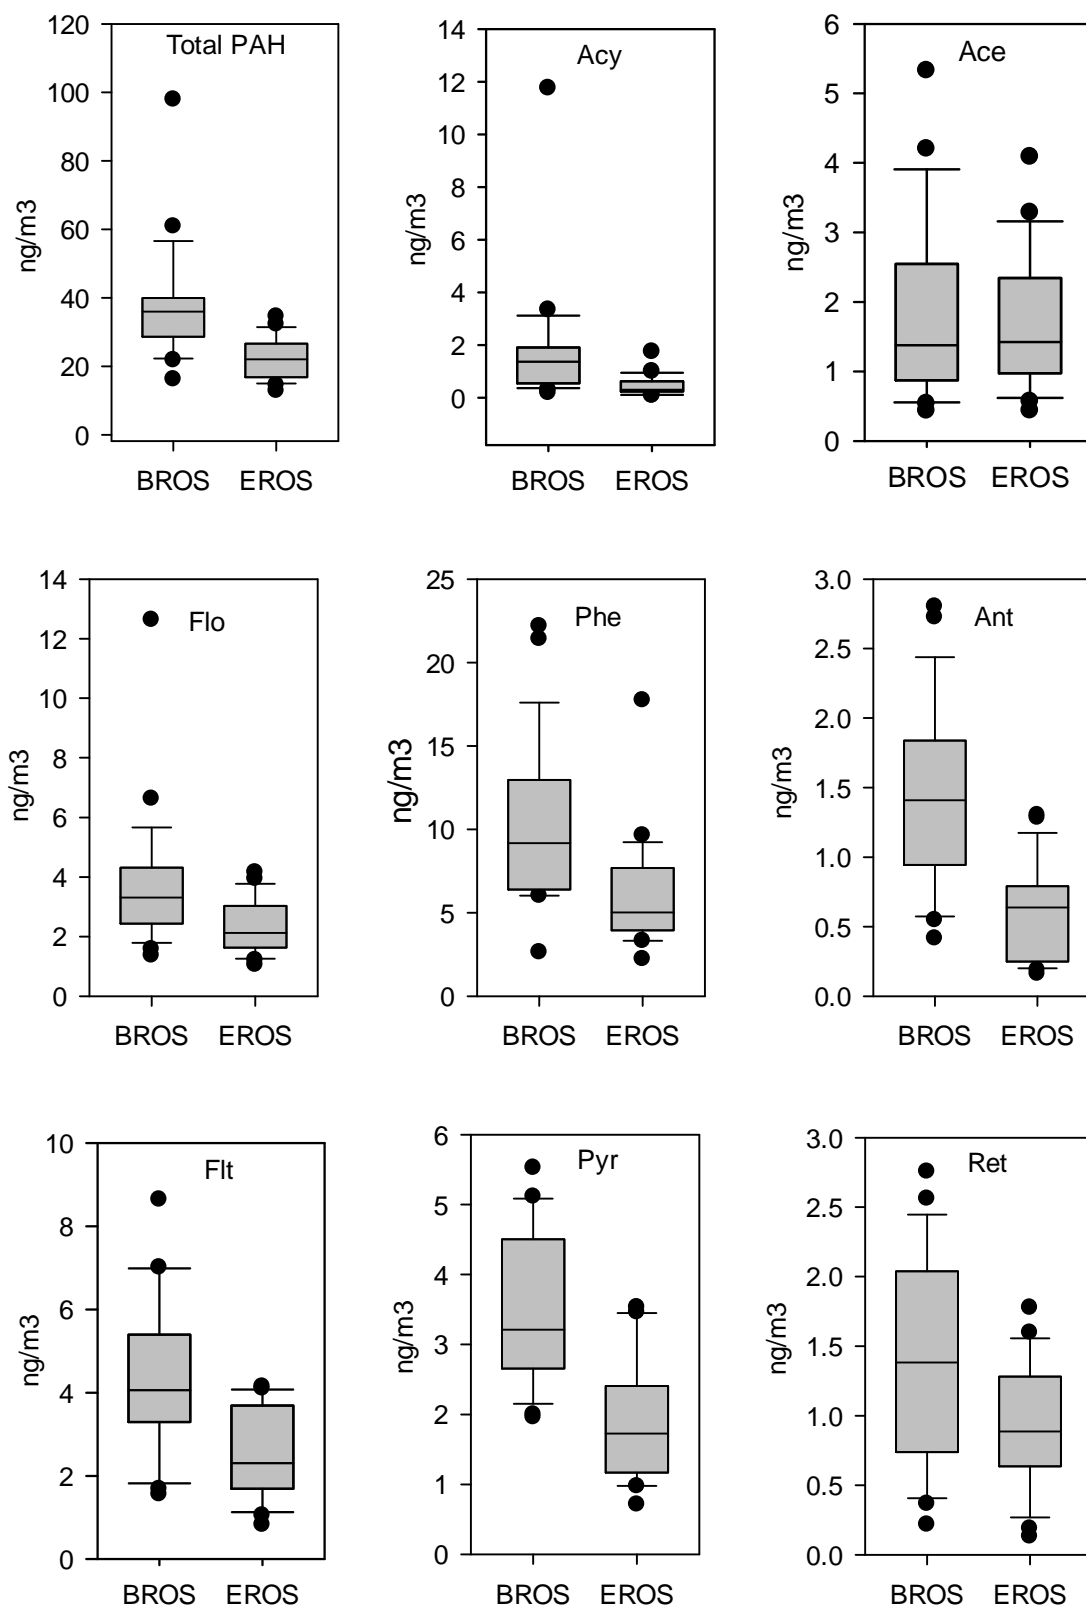 Total PAH
120
100
80
60
40
20
0
ng/m3
BROS EROS
Acy
14
12
10
8
6
4
2
0
ng/m3
BROS EROS
Ace
6
5
4
3
2
1
0
ng/m3
BROS EROS
Flo
14
12
10
8
6
4
2
0
ng/m3
BROS EROS
Phe
25
20
15
10
5
0
ng/m3
BROS EROS
Ant
3.0
2.5
2.0
1.5
1.0
0.5
0.0
ng/m3
BROS EROS
Flt
10
8
6
4
2
0
ng/m3
BROS EROS
Pyr
6
5
4
3
2
1
0
ng/m3
BROS EROS
Ret
3.0
2.5
2.0
1.5
1.0
0.5
0.0
ng/m3
BROS EROS